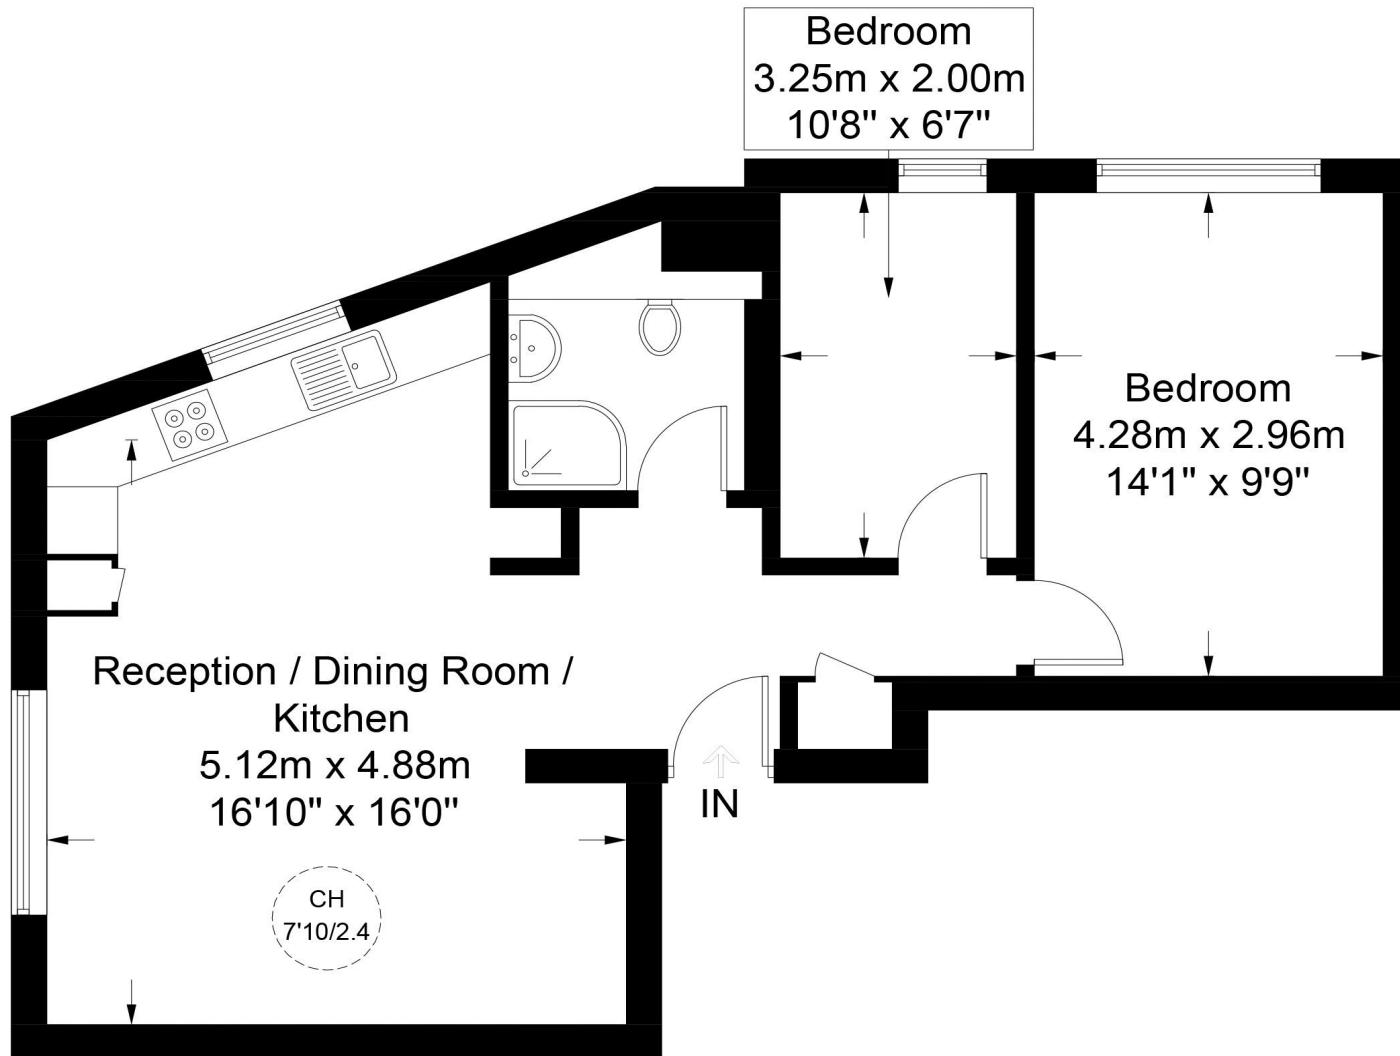 Bedroom
3.25m x 2.00m
10'8" x 6'7"
Bedroom
4.28m x 2.96m
14'1" x 9'9"
Reception / Dining Room /
Kitchen
5.12m x 4.88m
16'10" x 16'0"
IN
CH
7'10/2.4